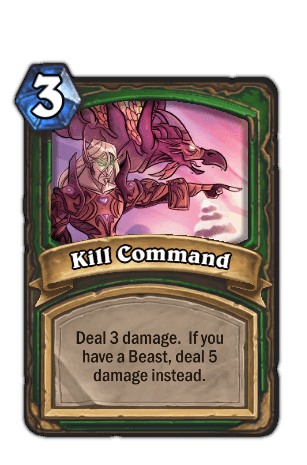 3
Kill Command
Deal 3 damage. If you
have a Beast, deal 5
damage instead.